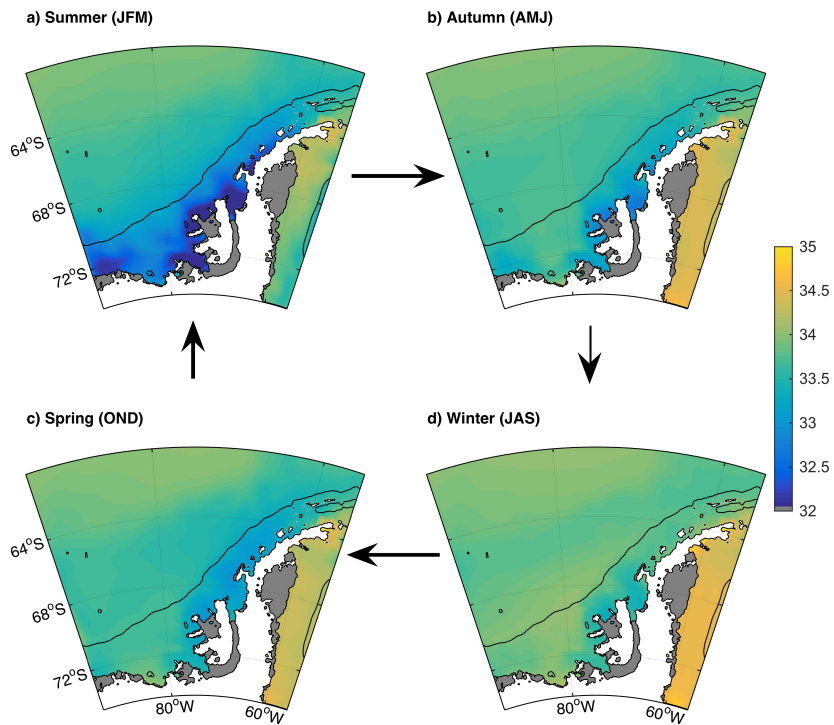 a) Summer (JFM)
b) Autumn (AMJ)
64°S
68°S
72°S
35
34.5
34
33.5
33
32.5
32
c) Spring (OND)
d) Winter (JAS)
64°S
68°S
72°S
80°W
60°W
80°W
60°W